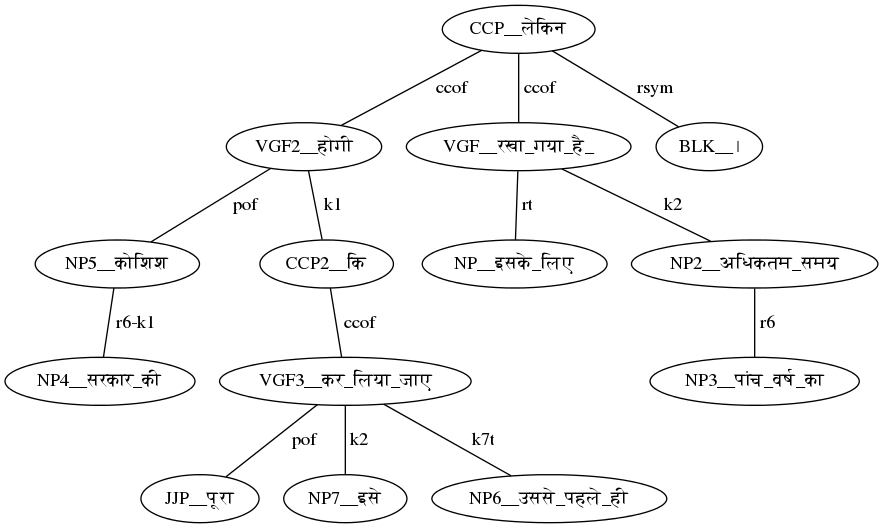 CCP__लेकिन
ccof ccof rsym
VGF2__होगी VGF__रखा_गया_है_ BLK__।
pof k1 rt k2
NP5__कोशिश CCP2__कि NP__इसके_लिए NP2__अधिकतम_समय
r6-k1 ccof r6
NP4__सरकार_की VGF3__कर_लिया_जाए NP3__पांच_वर्ष_का
pof k2 k7t
JJP__पूरा NP7__इसे NP6__उससे_पहले_ही